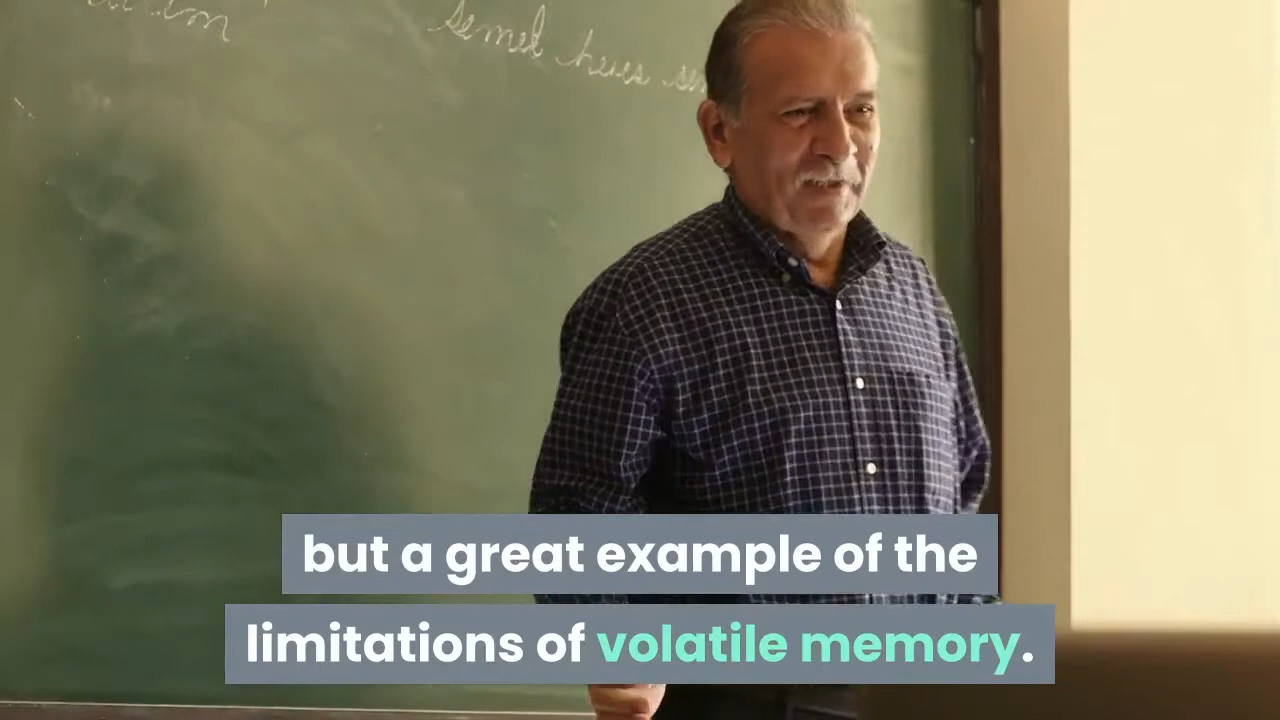 but a great example of the
limitations of volatile memory.